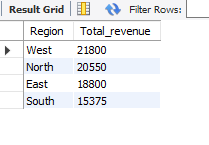 Result Grid Filter Rows:
Region Total_revenue
West 21800
North 20550
East 18800
South 15375